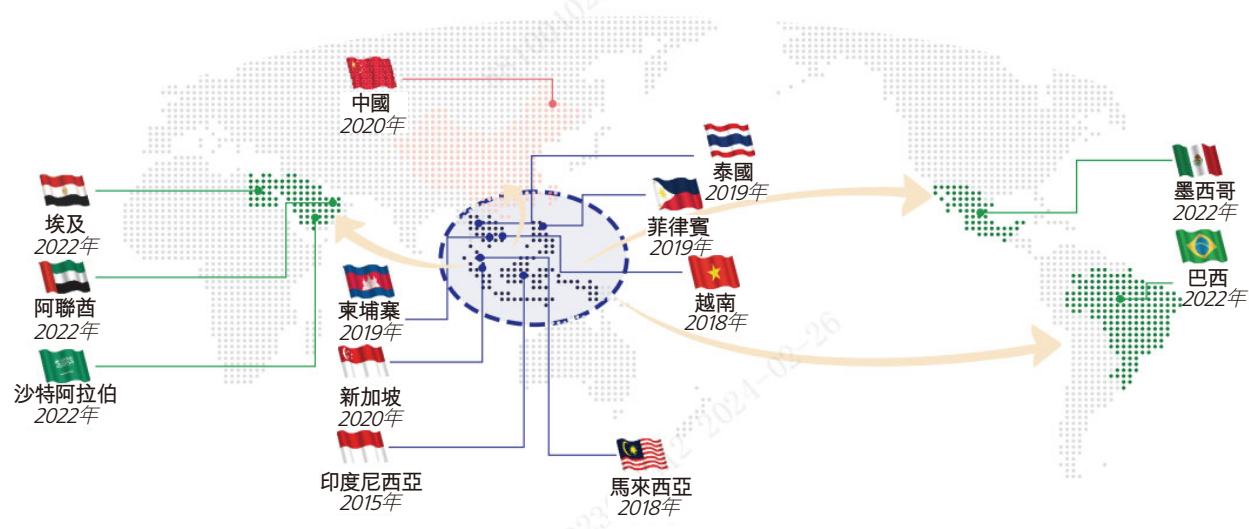 中國
2020年
泰國
2019年
菲律賓
2019年
越南
2018年
埃及
2022年
阿聯酋
2022年
沙特阿拉伯
2022年
柬埔寨
2019年
新加坡
2020年
印度尼西亞
2015年
馬來西亞
2018年
墨西哥
2022年
巴西
2022年
2024-02-26